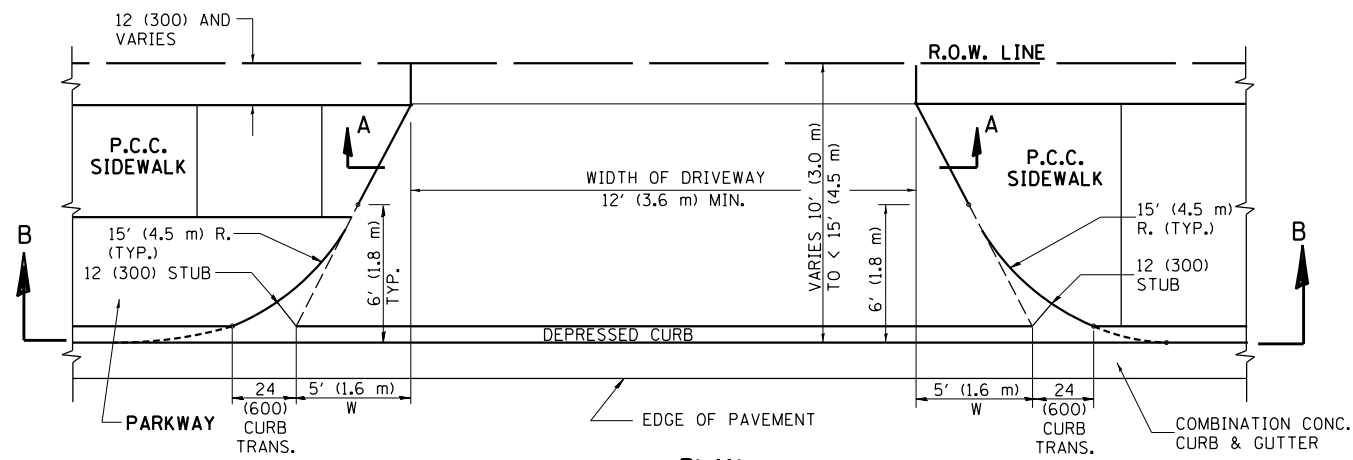 12 (300) AND
VARIES
R.O.W. LINE
A
A
P.C.C.
SIDEWALK
P.C.C.
SIDEWALK
WIDTH OF DRIVEWAY
12' (3.6 m) MIN.
VARIES 10' (3.0 m)
TO < 15' (4.5 m)
15' (4.5 m) R.
(TYP.)
12 (300) STUB
6' (1.8 m)
TYP.
6' (1.8 m)
15' (4.5 m)
R. (TYP.)
12 (300)
STUB
B
B
DEPRESSED CURB
24
(600)
CURB
TRANS.
5' (1.6 m)
W
5' (1.6 m)
W
24
(600)
CURB
TRANS.
PARKWAY
EDGE OF PAVEMENT
COMBINATION CONC.
CURB & GUTTER